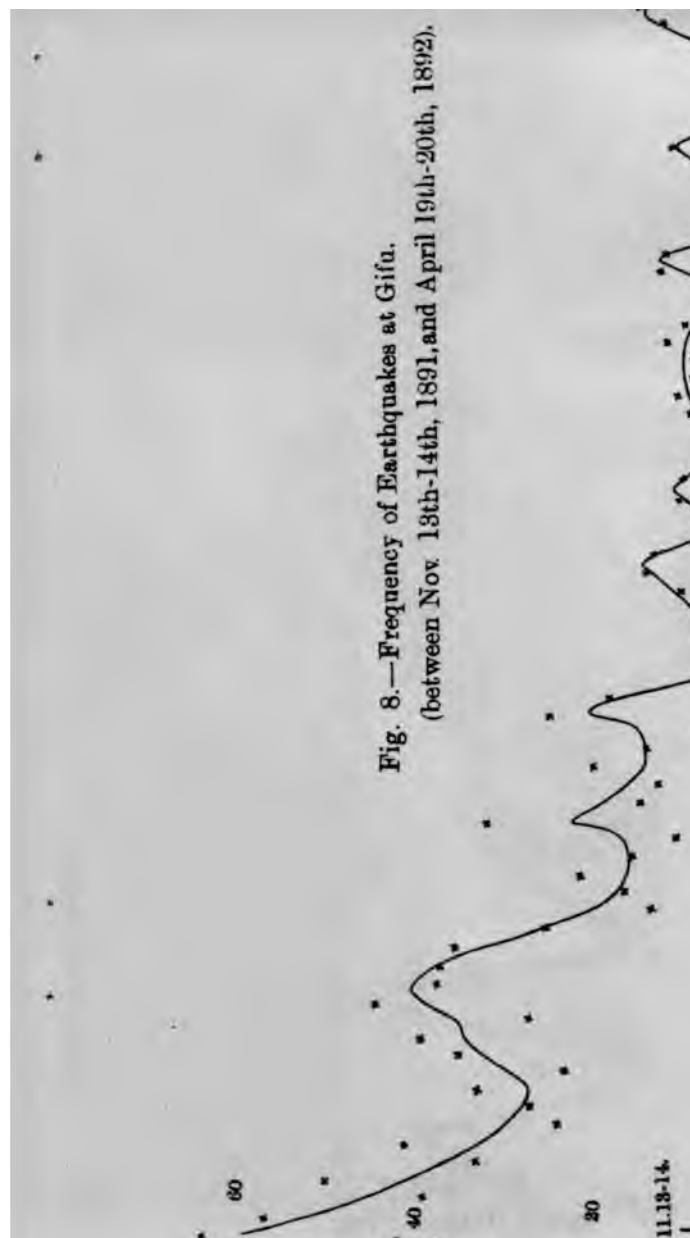 Fig. 8.—Frequency of Earthquakes at Gifu.
(between Nov. 13th-14th, 1891, and April 19th-20th, 1892).
60
40
20
11.13-14.